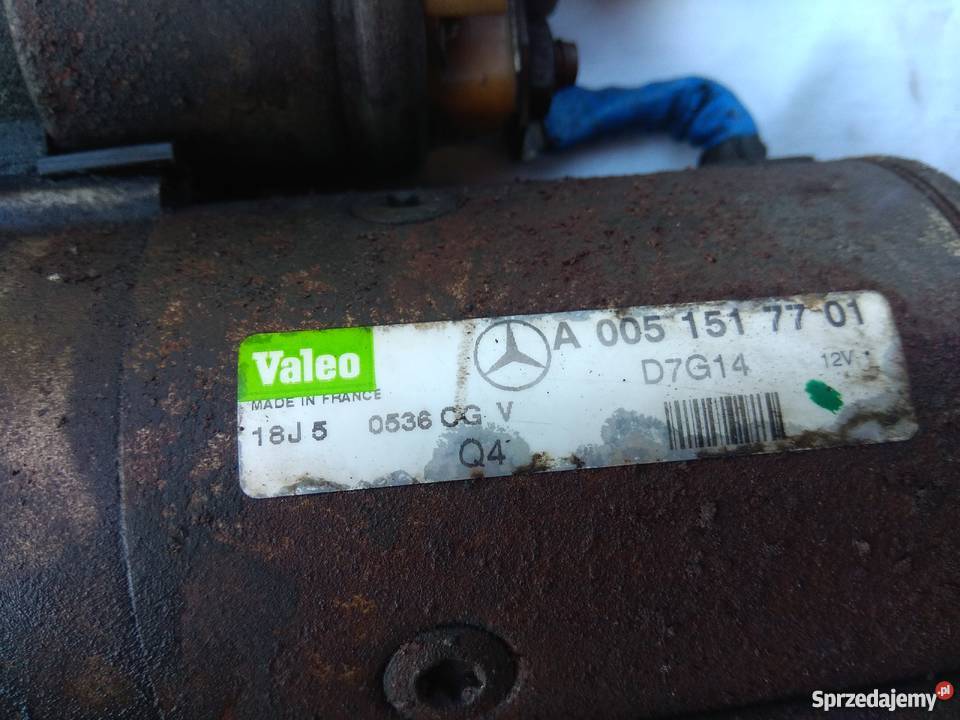 Valeo
A 005 151 77 01
D7G14
12V
MADE IN FRANCE
18J 5 0536 CG V
Q4
Sprzedajemy.pl